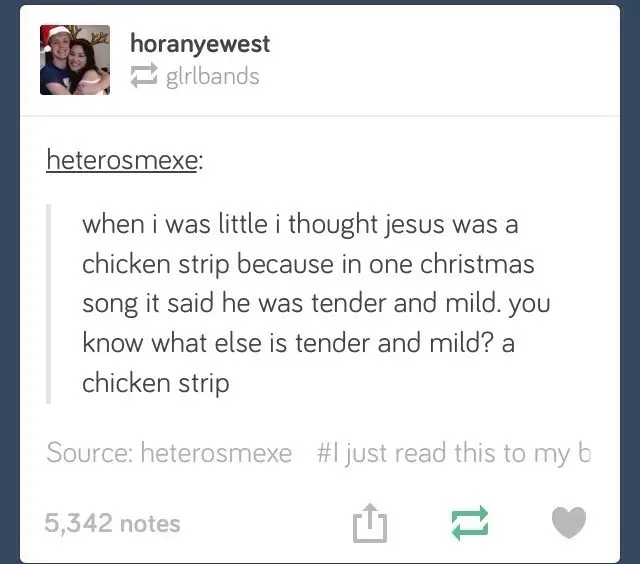 horanyewest
glrlbands
heterosmexe:
when i was little i thought jesus was a
chicken strip because in one christmas
song it said he was tender and mild. you
know what else is tender and mild? a
chicken strip
Source: heterosmexe #I just read this to my b
5,342 notes